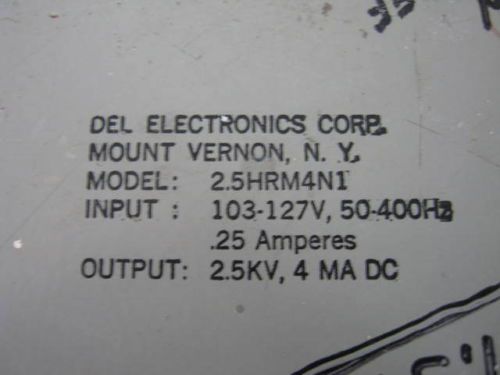 DEL ELECTRONICS CORP.
MOUNT VERNON, N. Y.
MODEL: 2.5HRM4N1
INPUT : 103-127V, 50-400Hz
.25 Amperes
OUTPUT: 2.5KV, 4 MA DC